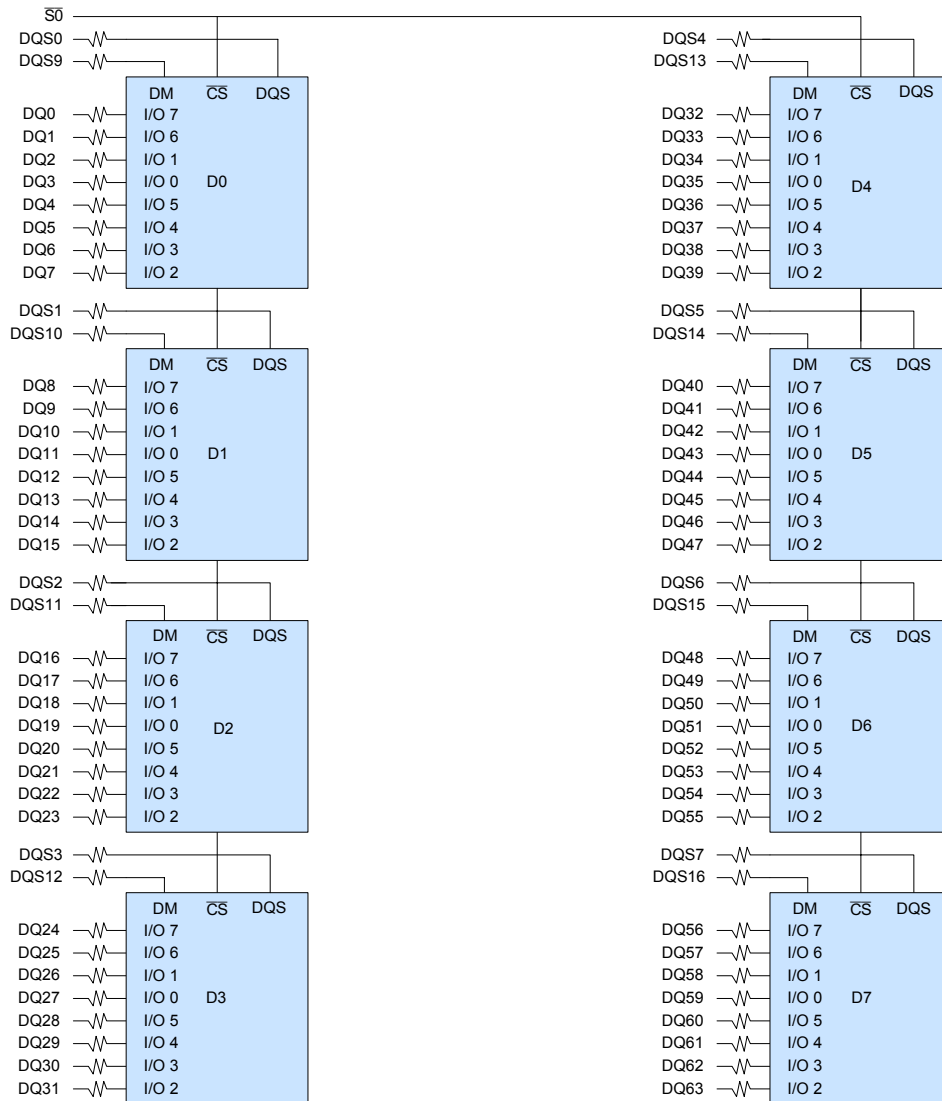 S0
DQS0
DQS9
DM CS DQS
DQ0 I/O 7
DQ1 I/O 6
DQ2 I/O 1
DQ3 I/O 0 D0
DQ4 I/O 5
DQ5 I/O 4
DQ6 I/O 3
DQ7 I/O 2
DQS1
DQS10
DM CS DQS
DQ8 I/O 7
DQ9 I/O 6
DQ10 I/O 1
DQ11 I/O 0 D1
DQ12 I/O 5
DQ13 I/O 4
DQ14 I/O 3
DQ15 I/O 2
DQS2
DQS11
DM CS DQS
DQ16 I/O 7
DQ17 I/O 6
DQ18 I/O 1
DQ19 I/O 0 D2
DQ20 I/O 5
DQ21 I/O 4
DQ22 I/O 3
DQ23 I/O 2
DQS3
DQS12
DM CS DQS
DQ24 I/O 7
DQ25 I/O 6
DQ26 I/O 1
DQ27 I/O 0 D3
DQ28 I/O 5
DQ29 I/O 4
DQ30 I/O 3
DQ31 I/O 2
DQS4
DQS13
DM CS DQS
DQ32 I/O 7
DQ33 I/O 6
DQ34 I/O 1
DQ35 I/O 0 D4
DQ36 I/O 5
DQ37 I/O 4
DQ38 I/O 3
DQ39 I/O 2
DQS5
DQS14
DM CS DQS
DQ40 I/O 7
DQ41 I/O 6
DQ42 I/O 1
DQ43 I/O 0 D5
DQ44 I/O 5
DQ45 I/O 4
DQ46 I/O 3
DQ47 I/O 2
DQS6
DQS15
DM CS DQS
DQ48 I/O 7
DQ49 I/O 6
DQ50 I/O 1
DQ51 I/O 0 D6
DQ52 I/O 5
DQ53 I/O 4
DQ54 I/O 3
DQ55 I/O 2
DQS7
DQS16
DM CS DQS
DQ56 I/O 7
DQ57 I/O 6
DQ58 I/O 1
DQ59 I/O 0 D7
DQ60 I/O 5
DQ61 I/O 4
DQ62 I/O 3
DQ63 I/O 2